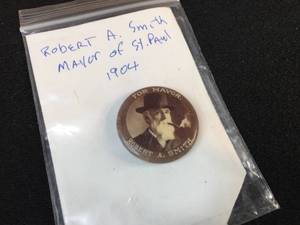 Robert A. Smith
Mayor of St. Paul
1904
FOR MAYOR
ROBERT A. SMITH